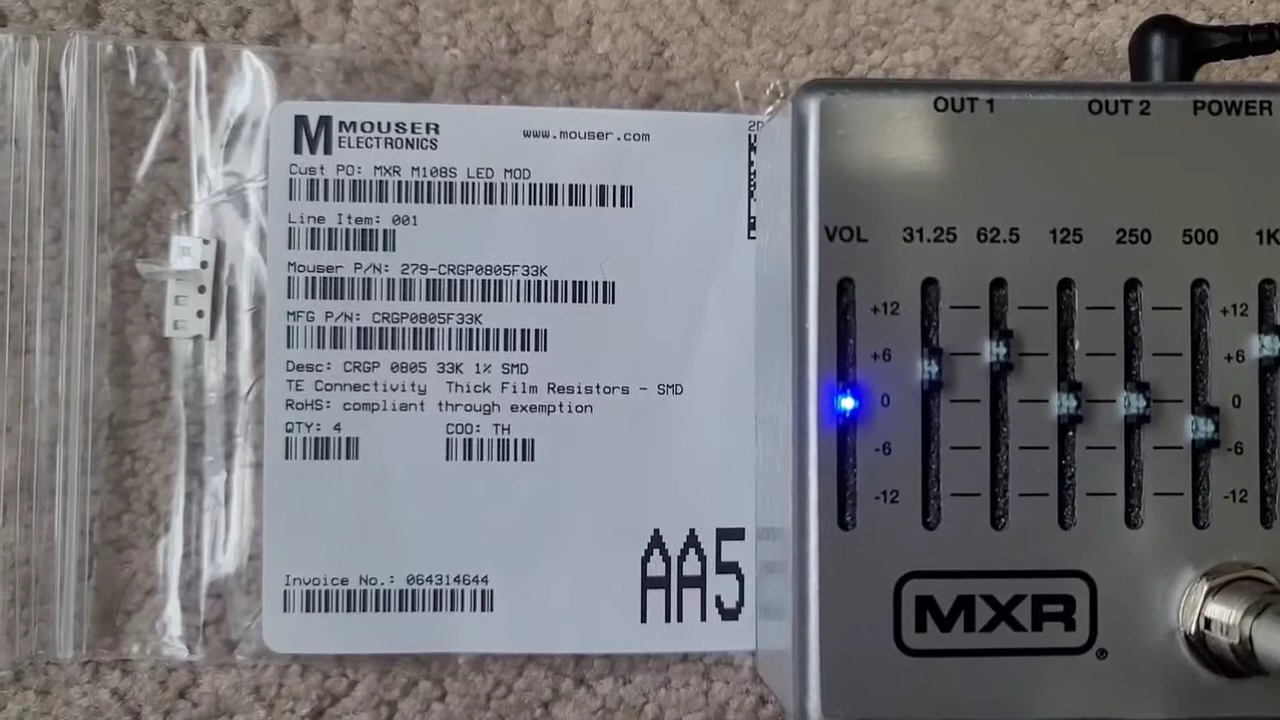 MOUSER
ELECTRONICS
www.mouser.com
Cust PO: MXR M108S LED MOD
Line Item: 001
Mouser P/N: 279-CRGP0805F33K
MFG P/N: CRGP0805F33K
Desc: CRGP 0805 33K 1% SMD
TE Connectivity Thick Film Resistors - SMD
RoHS: compliant through exemption
QTY: 4 COO: TH
AA5
Invoice No.: 064314644
OUT 1 OUT 2 POWER
VOL 31.25 62.5 125 250 500 1K
+12 +12
+6 +6
0 0
-6 -6
-12 -12
MXR
®